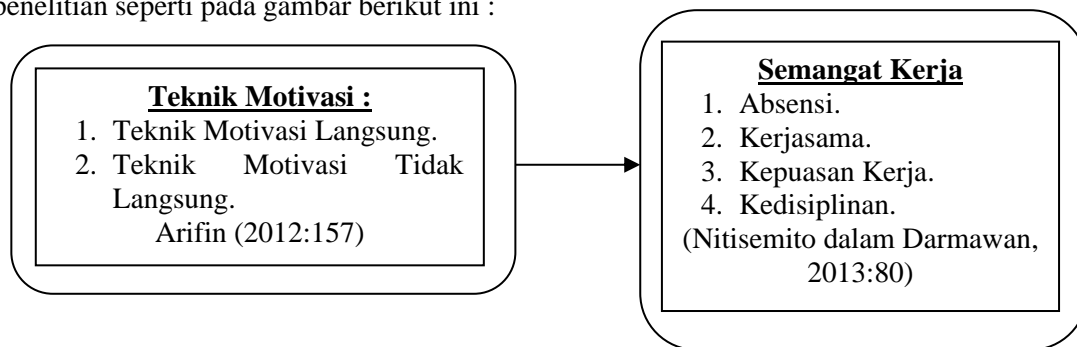 penelitian seperti pada gambar berikut ini :
Teknik Motivasi :
1. Teknik Motivasi Langsung.
2. Teknik Motivasi Tidak
Langsung.
Arifin (2012:157)
Semangat Kerja
1. Absensi.
2. Kerjasama.
3. Kepuasan Kerja.
4. Kedisiplinan.
(Nitisemito dalam Darmawan,
2013:80)